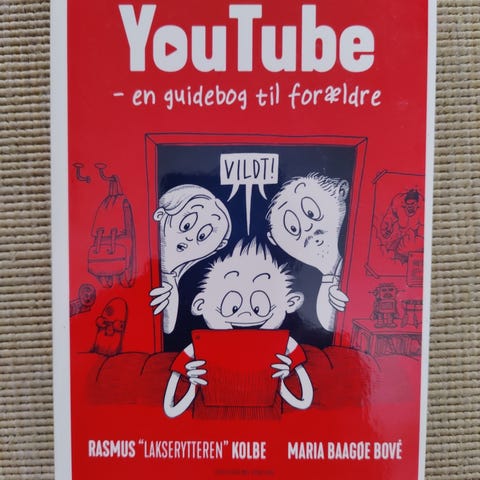 YouTube
- en guidebog til forældre
VILDT!
RASMUS "LAKSERYTTEREN" KOLBE MARIA BAAGØE BOVÉ